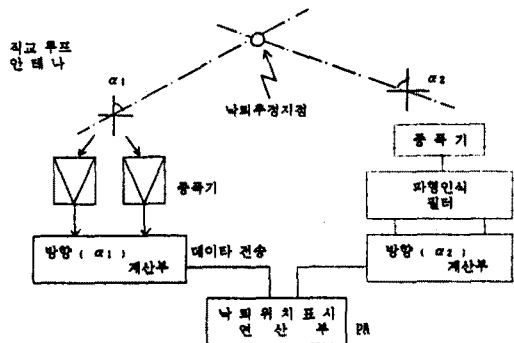 직교 루프
안 테 나
α1
α2
낙뢰추정지점
증폭기
증 폭 기
파형인식
필터
방향 ( α1 )
계산부
데이타 전송
방향 ( α2 )
계산부
낙 뢰 위 치 표 시
연 산 부
PA